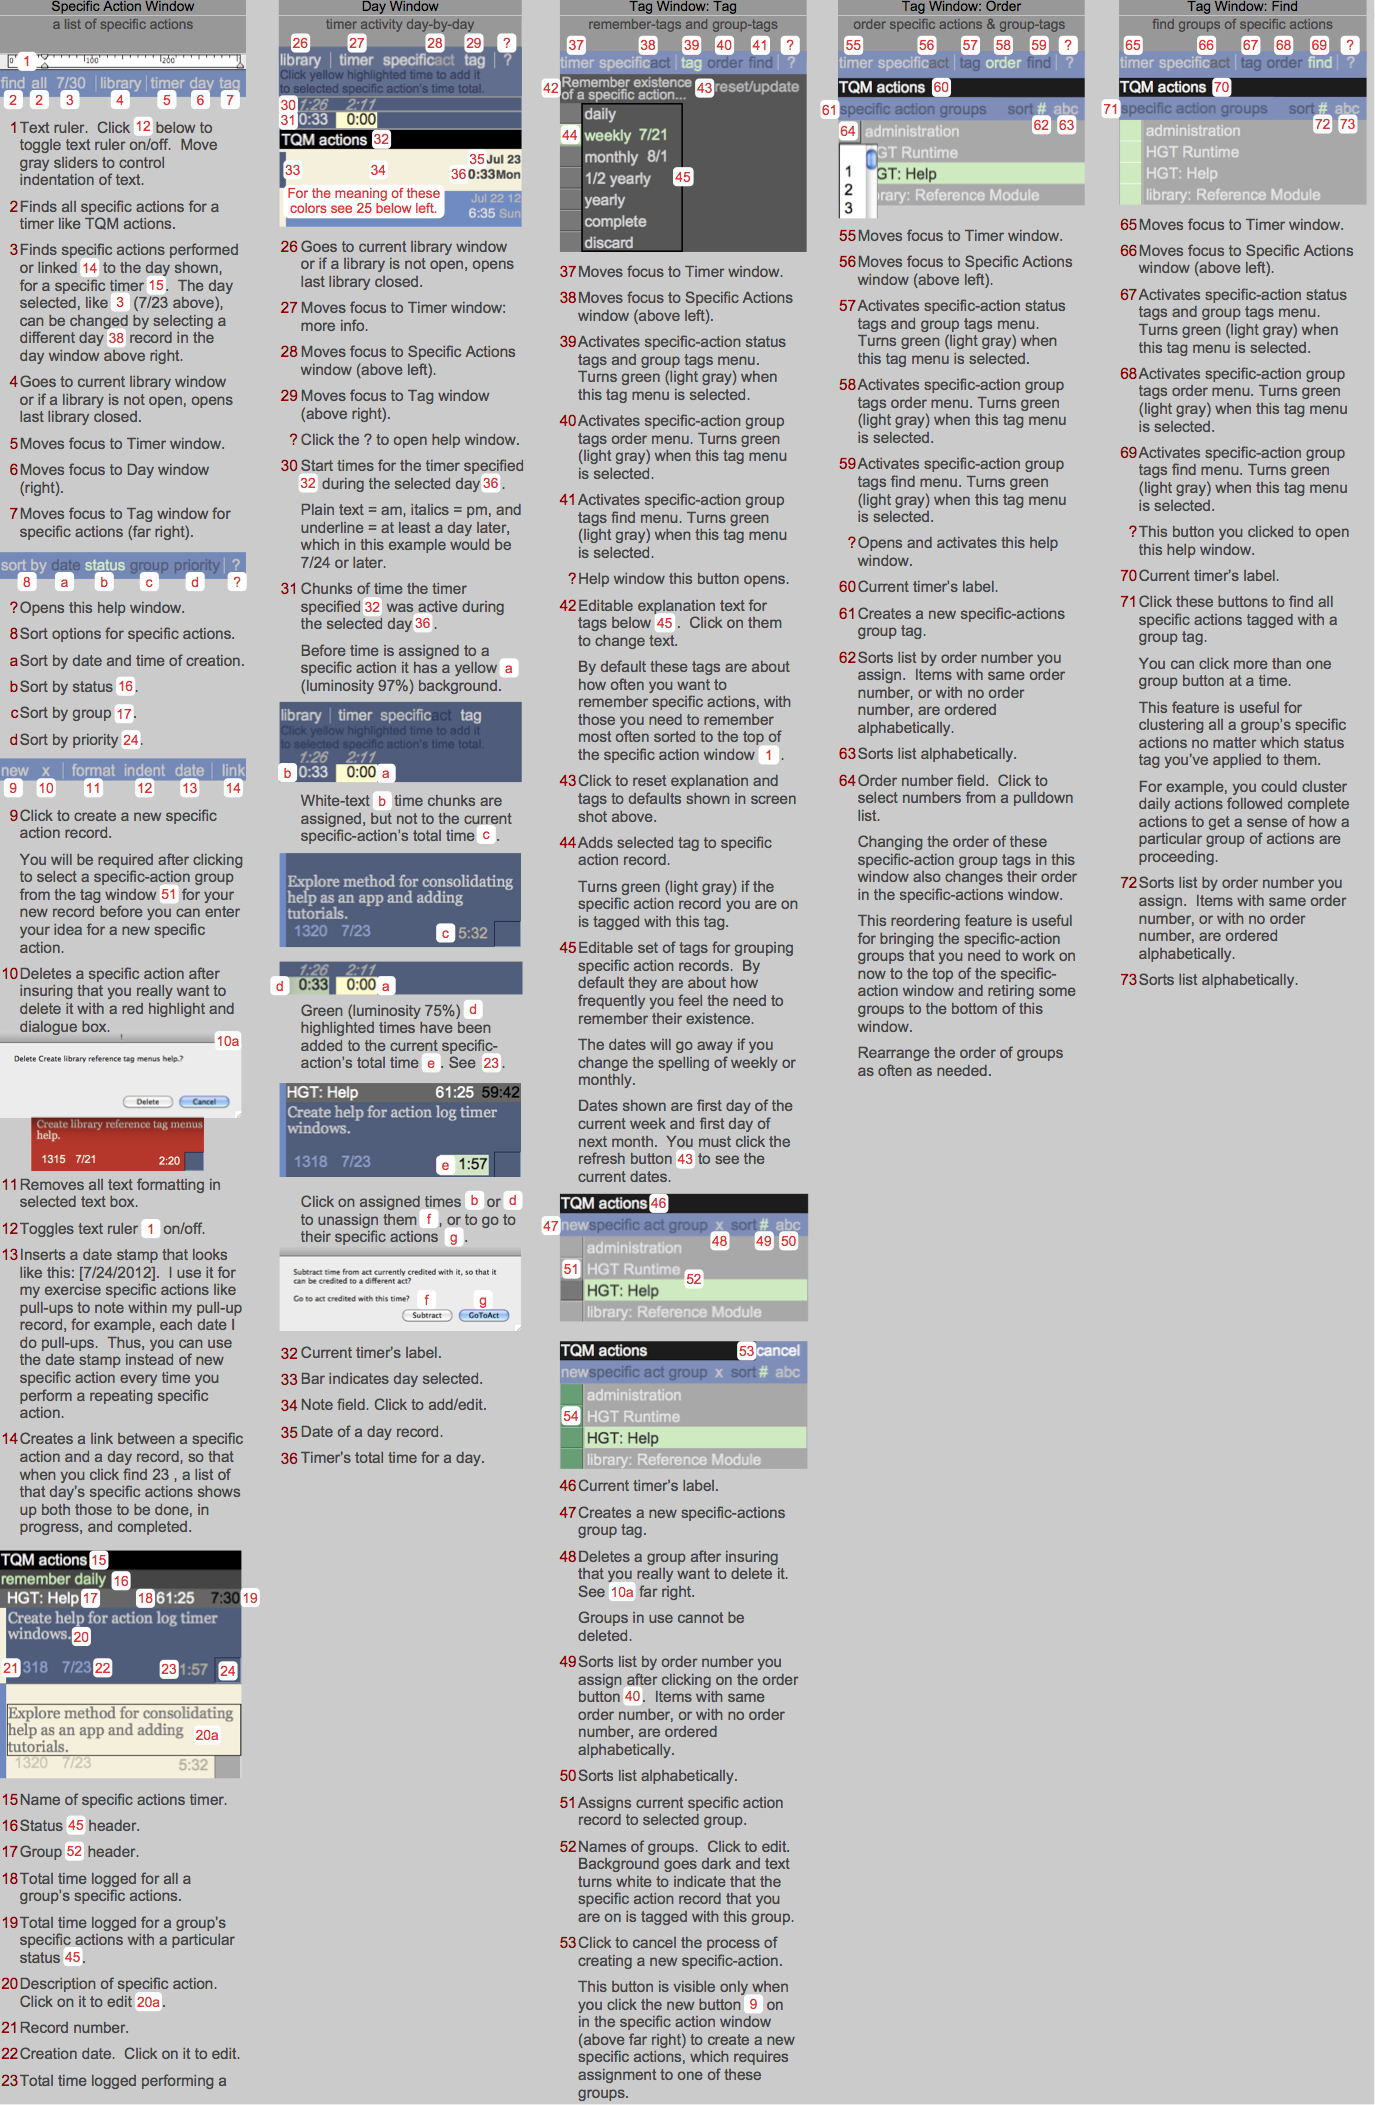 Specific Action Window
a list of specific actions
0 1 100 200
find all 7/30 library timer day tag
2 2 3 4 5 6 7
1 Text ruler. Click 12 below to
toggle text ruler on/off. Move
gray sliders to control
indentation of text.
2 Finds all specific actions for a
timer like TQM actions.
3 Finds specific actions performed
or linked 14 to the day shown,
for a specific timer 15. The day
selected, like 3 (7/23 above),
can be changed by selecting a
different day 38 record in the
day window above right.
4 Goes to current library window
or if a library is not open, opens
last library closed.
5 Moves focus to Timer window.
6 Moves focus to Day window
(right).
7 Moves focus to Tag window for
specific actions (far right).
sort by date status group priority ?
8 a b c d ?
? Opens this help window.
8 Sort options for specific actions.
a Sort by date and time of creation.
b Sort by status 16.
c Sort by group 17.
d Sort by priority 24.
new x format indent date link
9 10 11 12 13 14
9 Click to create a new specific
action record.
You will be required after clicking
to select a specific-action group
from the tag window 51 for your
new record before you can enter
your idea for a new specific
action.
10 Deletes a specific action after
insuring that you really want to
delete it with a red highlight and
dialogue box.
10a
Delete Create library reference tag menus help.?
Delete Cancel
Create library reference tag menus
help.
1315 7/21 2:20
11 Removes all text formatting in
selected text box.
12 Toggles text ruler 1 on/off.
13 Inserts a date stamp that looks
like this: [7/24/2012]. I use it for
my exercise specific actions like
pull-ups to note within my pull-up
record, for example, each date I
do pull-ups. Thus, you can use
the date stamp instead of new
specific action every time you
perform a repeating specific
action.
14 Creates a link between a specific
action and a day record, so that
when you click find 23 , a list of
that day's specific actions shows
up both those to be done, in
progress, and completed.
TQM actions 15
remember daily 16
HGT: Help 17 18 61:25 7:30 19
Create help for action log timer
windows. 20
21 318 7/23 22 23 1:57 24
Explore method for consolidating
help as an app and adding 20a
tutorials.
1320 7/23 5:32
15 Name of specific actions timer.
16 Status 45 header.
17 Group 52 header.
18 Total time logged for all a
group's specific actions.
19 Total time logged for a group's
specific actions with a particular
status 45.
20 Description of specific action.
Click on it to edit 20a.
21 Record number.
22 Creation date. Click on it to edit.
23 Total time logged performing a
Day Window
timer activity day-by-day
26 27 28 29 ?
library timer specificact tag ?
Click yellow highlighted time to add it
to selected specific action's time total.
30 1:26 2:11
31 0:33 0:00
TQM actions 32
35 Jul 23
33 34 36 0:33 Mon
For the meaning of these
colors see 25 below left.
Jul 22 12
6:35 Sun
26 Goes to current library window
or if a library is not open, opens
last library closed.
27 Moves focus to Timer window:
more info.
28 Moves focus to Specific Actions
window (above left).
29 Moves focus to Tag window
(above right).
? Click the ? to open help window.
30 Start times for the timer specified
32 during the selected day 36.
Plain text = am, italics = pm, and
underline = at least a day later,
which in this example would be
7/24 or later.
31 Chunks of time the timer
specified 32 was active during
the selected day 36.
Before time is assigned to a
specific action it has a yellow a
(luminosity 97%) background.
library timer specificact tag
Click yellow highlighted time to add it
to selected specific action's time total.
1:26 2:11
b 0:33 0:00 a
White-text b time chunks are
assigned, but not to the current
specific-action's total time c.
Explore method for consolidating
help as an app and adding
tutorials.
1320 7/23 c 5:32
1:26 2:11
d 0:33 0:00 a
Green (luminosity 75%) d
highlighted times have been
added to the current specific-
action's total time e. See 23.
HGT: Help 61:25 59:42
Create help for action log timer
windows.
1318 7/23 e 1:57
Click on assigned times b or d
to unassign them f, or to go to
their specific actions g.
Subtract time from act currently credited with it, so that it
can be credited to a different act?
Go to act credited with this time? f g
Subtract GoToAct
32 Current timer's label.
33 Bar indicates day selected.
34 Note field. Click to add/edit.
35 Date of a day record.
36 Timer's total time for a day.
Tag Window: Tag
remember-tags and group-tags
37 38 39 40 41 ?
timer specificact tag order find ?
42 Remember existence 43 reset/update
of a specific action...
daily
44 weekly 7/21
monthly 8/1
1/2 yearly 45
yearly
complete
discard
37 Moves focus to Timer window.
38 Moves focus to Specific Actions
window (above left).
39 Activates specific-action status
tags and group tags menu.
Turns green (light gray) when
this tag menu is selected.
40 Activates specific-action group
tags order menu. Turns green
(light gray) when this tag menu
is selected.
41 Activates specific-action group
tags find menu. Turns green
(light gray) when this tag menu
is selected.
? Help window this button opens.
42 Editable explanation text for
tags below 45. Click on them
to change text.
By default these tags are about
how often you want to
remember specific actions, with
those you need to remember
most often sorted to the top of
the specific action window 1.
43 Click to reset explanation and
tags to defaults shown in screen
shot above.
44 Adds selected tag to specific
action record.
Turns green (light gray) if the
specific action record you are on
is tagged with this tag.
45 Editable set of tags for grouping
specific action records. By
default they are about how
frequently you feel the need to
remember their existence.
The dates will go away if you
change the spelling of weekly or
monthly.
Dates shown are first day of the
current week and first day of
next month. You must click the
refresh button 43 to see the
current dates.
TQM actions 46
47 new specific act group x sort # abc
administration 48 49 50
51 HGT Runtime 52
HGT: Help
library: Reference Module
TQM actions 53 cancel
new specific act group x sort # abc
administration
54 HGT Runtime
HGT: Help
library: Reference Module
46 Current timer's label.
47 Creates a new specific-actions
group tag.
48 Deletes a group after insuring
that you really want to delete it.
See 10a far right.
Groups in use cannot be
deleted.
49 Sorts list by order number you
assign after clicking on the order
button 40. Items with same
order number, or with no order
number, are ordered
alphabetically.
50 Sorts list alphabetically.
51 Assigns current specific action
record to selected group.
52 Names of groups. Click to edit.
Background goes dark and text
turns white to indicate that the
specific action record that you
are on is tagged with this group.
53 Click to cancel the process of
creating a new specific-action.
This button is visible only when
you click the new button 9 on
in the specific action window
(above far right) to create a new
specific actions, which requires
assignment to one of these
groups.
Tag Window: Order
order specific actions & group-tags
55 56 57 58 59 ?
timer specificact tag order find ?
TQM actions 60
61 specific action groups sort # abc
64 administration 62 63
GT Runtime
1 GT: Help
2 rary: Reference Module
3
55 Moves focus to Timer window.
56 Moves focus to Specific Actions
window (above left).
57 Activates specific-action status
tags and group tags menu.
Turns green (light gray) when
this tag menu is selected.
58 Activates specific-action group
tags order menu. Turns green
(light gray) when this tag menu
is selected.
59 Activates specific-action group
tags find menu. Turns green
(light gray) when this tag menu
is selected.
? Opens and activates this help
window.
60 Current timer's label.
61 Creates a new specific-actions
group tag.
62 Sorts list by order number you
assign. Items with same order
number, or with no order
number, are ordered
alphabetically.
63 Sorts list alphabetically.
64 Order number field. Click to
select numbers from a pulldown
list.
Changing the order of these
specific-action group tags in this
window also changes their order
in the specific-actions window.
This reordering feature is useful
for bringing the specific-action
groups that you need to work on
now to the top of the specific-
action window and retiring some
groups to the bottom of this
window.
Rearrange the order of groups
as often as needed.
Tag Window: Find
find groups of specific actions
65 66 67 68 69 ?
timer specificact tag order find ?
TQM actions 70
71 specific action groups sort # abc
administration 72 73
HGT Runtime
HGT: Help
library: Reference Module
65 Moves focus to Timer window.
66 Moves focus to Specific Actions
window (above left).
67 Activates specific-action status
tags and group tags menu.
Turns green (light gray) when
this tag menu is selected.
68 Activates specific-action group
tags order menu. Turns green
(light gray) when this tag menu
is selected.
69 Activates specific-action group
tags find menu. Turns green
(light gray) when this tag menu
is selected.
? This button you clicked to open
this help window.
70 Current timer's label.
71 Click these buttons to find all
specific actions tagged with a
group tag.
You can click more than one
group button at a time.
This feature is useful for
clustering all a group's specific
actions no matter which status
tag you've applied to them.
For example, you could cluster
daily actions followed complete
actions to get a sense of how a
particular group of actions are
proceeding.
72 Sorts list by order number you
assign. Items with same order
number, or with no order
number, are ordered
alphabetically.
73 Sorts list alphabetically.